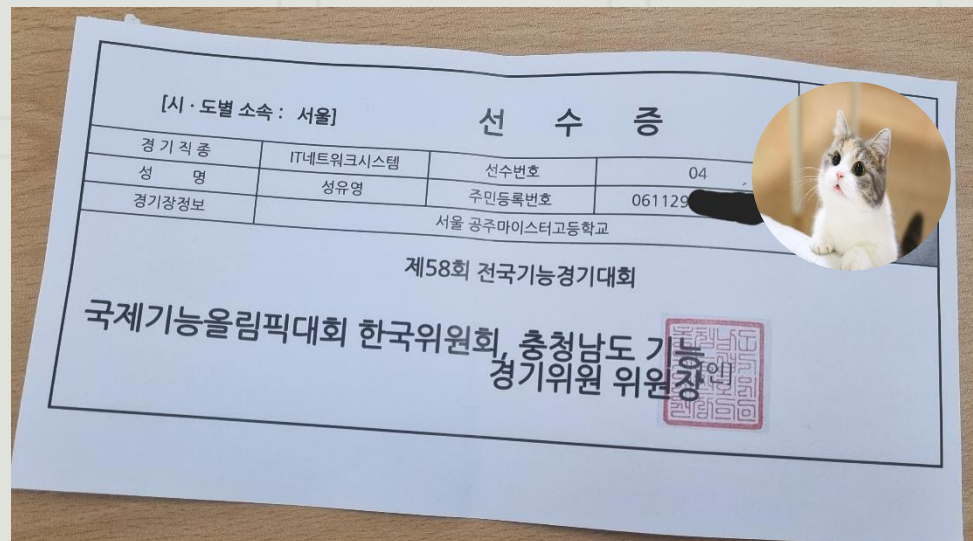 [시·도별 소속 : 서울] 선 수 증
경기직종 IT네트워크시스템 선수번호 04
성 명 성유영 주민등록번호 061129
경기장정보 서울 공주마이스터고등학교
제58회 전국기능경기대회
국제기능올림픽대회 한국위원회, 충청남도 기능
경기위원 위원장